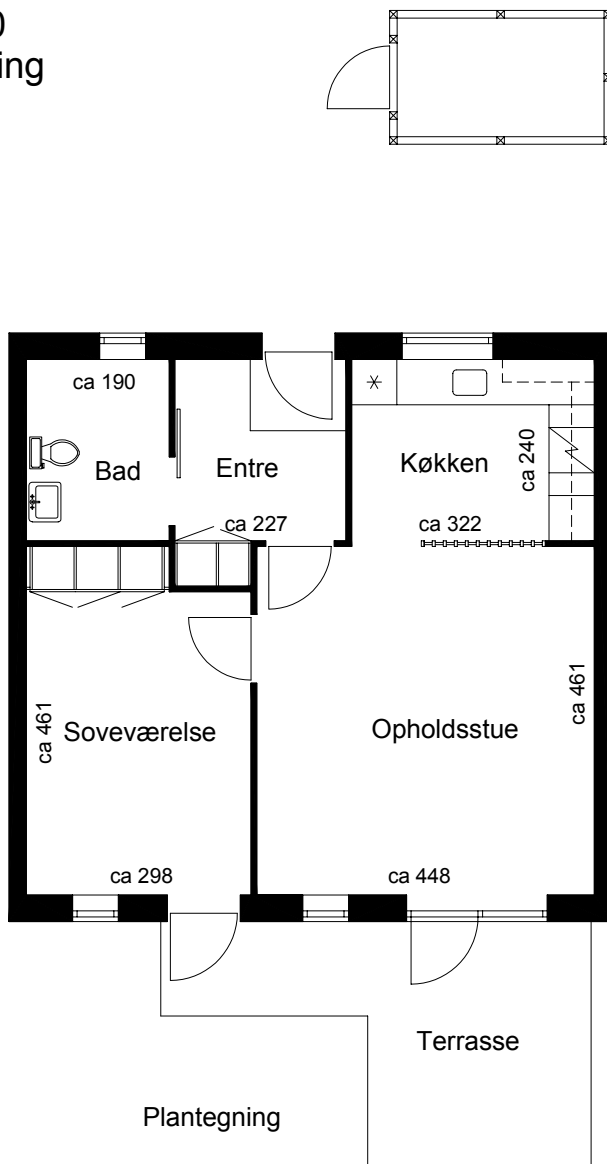 0
ing
ca 190
Bad
Entre
Køkken
ca 240
ca 227
ca 322
ca 461
Soveværelse
Opholdsstue
ca 461
ca 298
ca 448
Terrasse
Plantegning